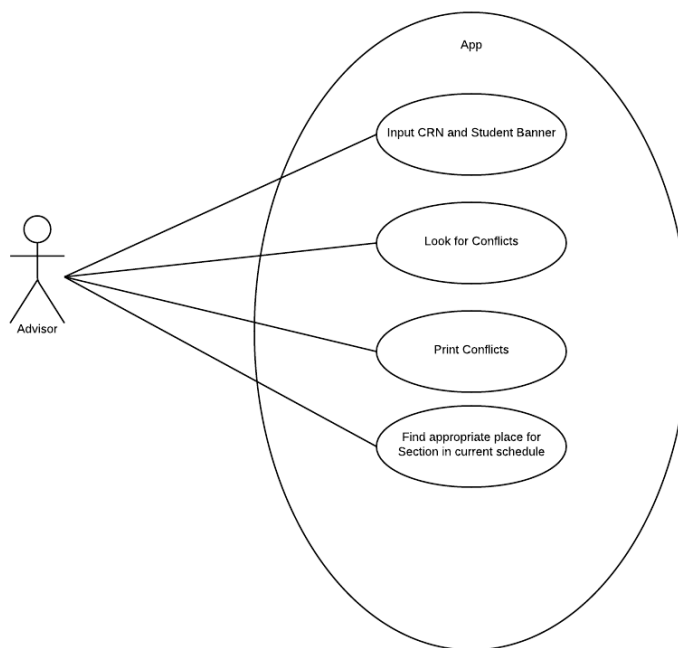 App
Input CRN and Student Banner
Look for Conflicts
Advisor
Print Conflicts
Find appropriate place for
Section in current schedule